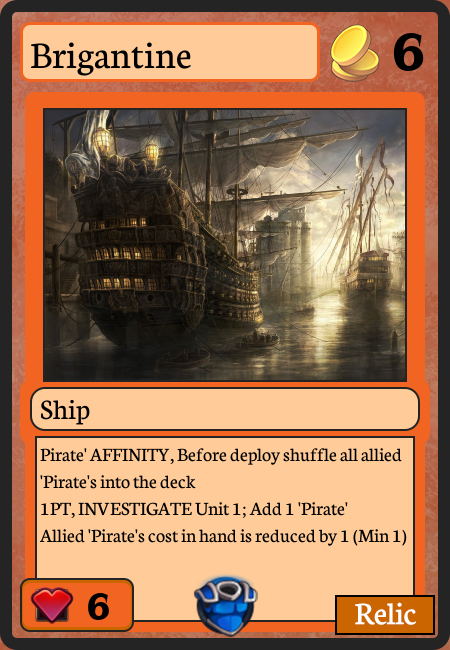 Brigantine
6
Ship
Pirate' AFFINITY, Before deploy shuffle all allied
'Pirate's into the deck
1PT, INVESTIGATE Unit 1; Add 1 'Pirate'
Allied 'Pirate's cost in hand is reduced by 1 (Min 1)
6
Relic